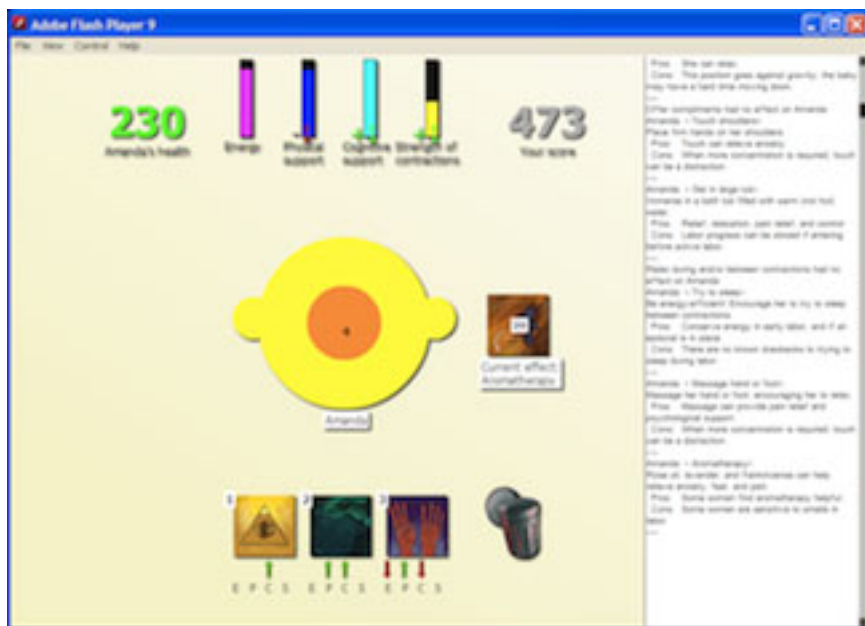 Adobe Flash Player 9
File View Control Help
230
Amanda's health
Energy
Physical
support
Cognitive
support
Strength of
contractions
473
Your score
4
Current effect:
Aromatherapy
Amanda
1
2
3
E P C S
E P C S
E P C S
Pros: She can relax
Cons: This position goes against gravity; the baby
may have a hard time moving down.
---
Offer compliments had no effect on Amanda
Amanda: < Touch shoulders>
Place firm hands on her shoulders
Pros: Touch can relieve anxiety
Cons: When more concentration is required, touch
can be a distraction
---
Amanda: < Get in large tub>
Immerse in a bath tub filled with warm (not hot)
water
Pros: Relief, relaxation, pain relief, and control
Cons: Labor progress can be slowed if entering
before active labor
---
between contractions had no
effect on Amanda
Amanda: < Try to sleep>
Be energy-efficient! Encourage her to try to sleep
between contractions
Pros: Conserve energy in early labor, and if an
epidural is in place
Cons: There are no known drawbacks to trying to
sleep during labor
---
Amanda: < Massage hand or foot>
Massage her hand or foot, encouraging her to relax.
Pros: Massage can provide pain relief and
psychological support
Cons: When more concentration is required, touch
can be a distraction
---
Amanda: < Aromatherapy>
Rose oil, lavender, and frankincense can help
relieve anxiety, fear, and pain
Pros: Some women find aromatherapy helpful
Cons: Some women are sensitive to smells in
labor
---